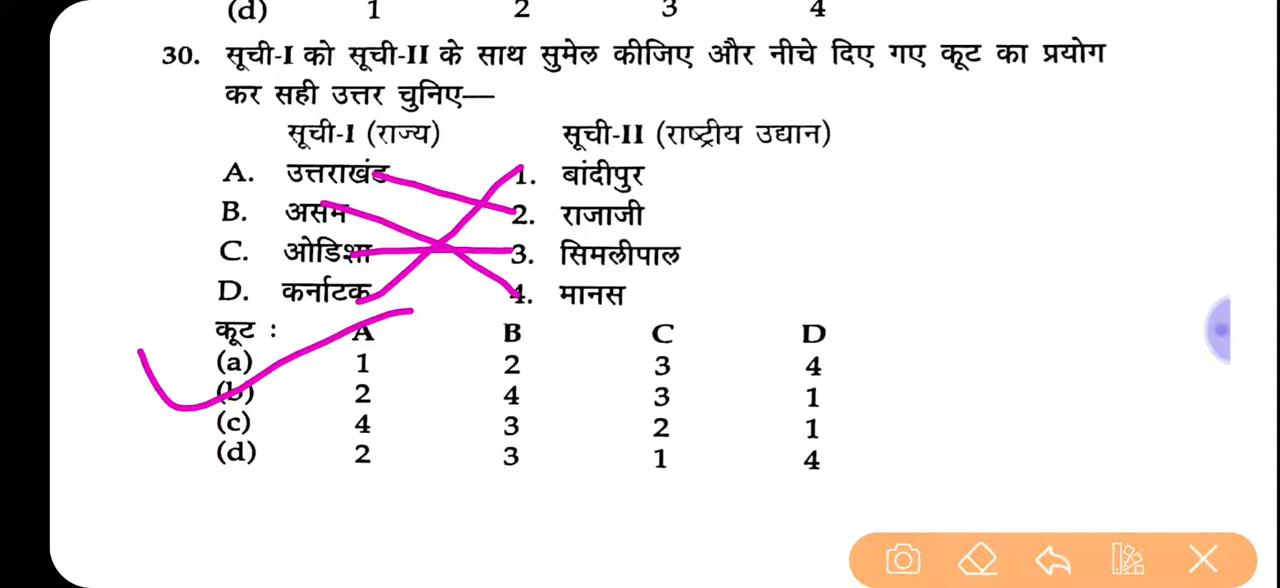 (d) 1 2 3 4
30. सूची-I को सूची-II के साथ सुमेल कीजिए और नीचे दिए गए कूट का प्रयोग
कर सही उत्तर चुनिए—
सूची-I (राज्य) सूची-II (राष्ट्रीय उद्यान)
A. उत्तराखंड 1. बांदीपुर
B. असम 2. राजाजी
C. ओडिशा 3. सिमलीपाल
D. कर्नाटक 4. मानस
कूट : A B C D
(a) 1 2 3 4
(b) 2 4 3 1
(c) 4 3 2 1
(d) 2 3 1 4